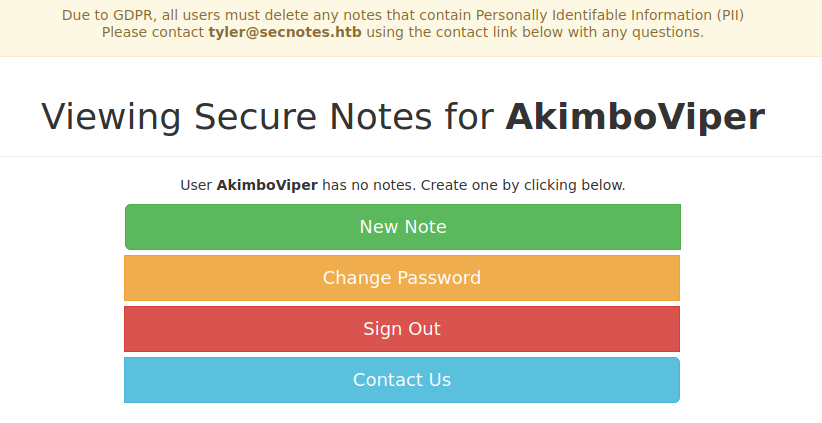 Due to GDPR, all users must delete any notes that contain Personally Identifable Information (PII)
Please contact tyler@secnotes.htb using the contact link below with any questions.
Viewing Secure Notes for AkimboViper
User AkimboViper has no notes. Create one by clicking below.
New Note
Change Password
Sign Out
Contact Us